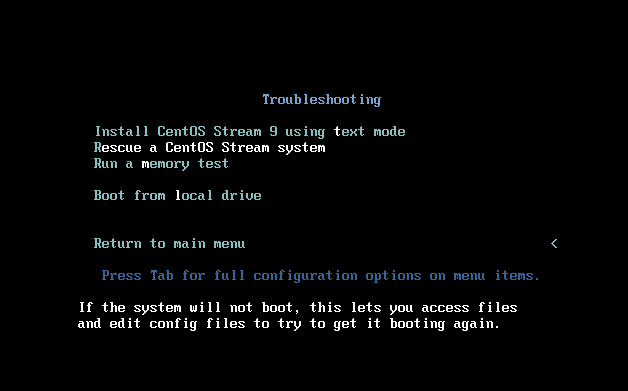 Troubleshooting
Install CentOS Stream 9 using text mode
Rescue a CentOS Stream system
Run a memory test
Boot from local drive
Return to main menu <
Press Tab for full configuration options on menu items.
If the system will not boot, this lets you access files
and edit config files to try to get it booting again.